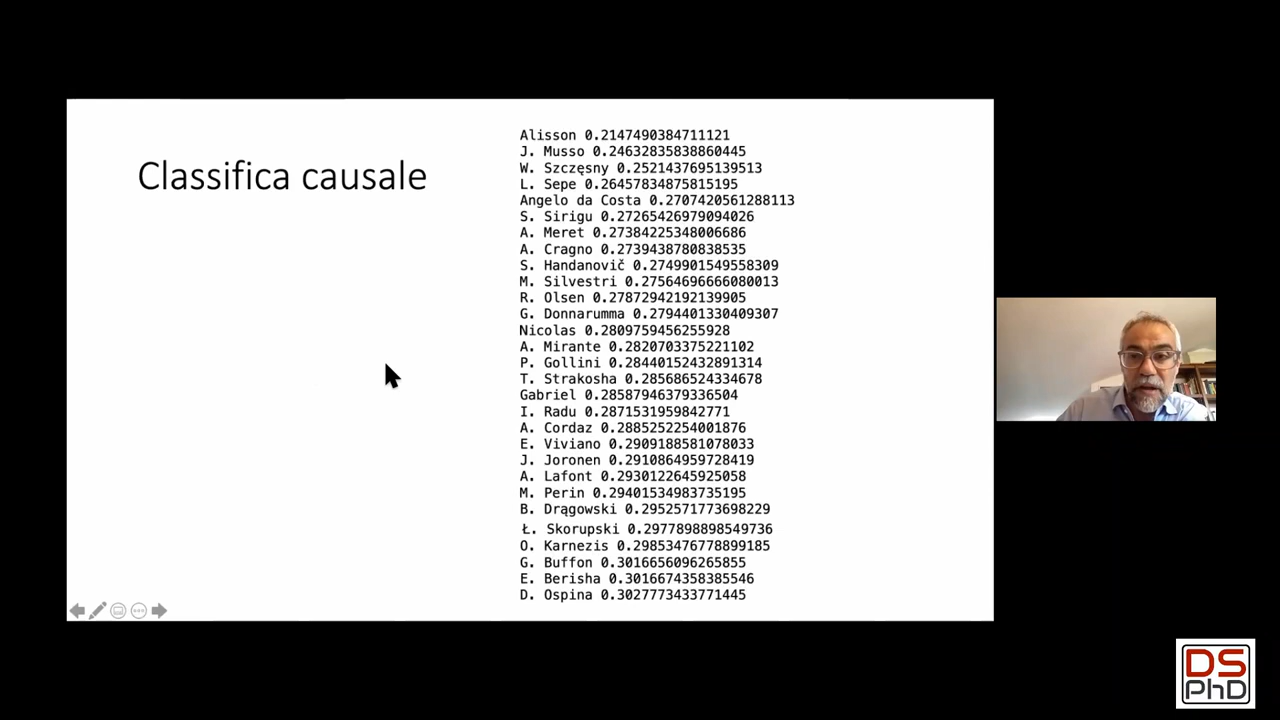 Classifica causale
Alisson 0.2147490384711121
J. Musso 0.24632835838860445
W. Szczęsny 0.2521437695139513
L. Sepe 0.26457834875815195
Angelo da Costa 0.2707420561288113
S. Sirigu 0.27265426979094026
A. Meret 0.27384225348006686
A. Cragno 0.2739438780838535
S. Handanovič 0.2749901549558309
M. Silvestri 0.27564696666080013
R. Olsen 0.27872942192139905
G. Donnarumma 0.2794401330409307
Nicolas 0.2809759456255928
A. Mirante 0.2820703375221102
P. Gollini 0.28440152432891314
T. Strakosha 0.285686524334678
Gabriel 0.28587946379336504
I. Radu 0.2871531959842771
A. Cordaz 0.2885252254001876
E. Viviano 0.2909188581078033
J. Joronen 0.2910864959728419
A. Lafont 0.2930122645925058
M. Perin 0.29401534983735195
B. Drągowski 0.2952571773698229
Ł. Skorupski 0.2977898898549736
O. Karnezis 0.29853476778899185
G. Buffon 0.3016656096265855
E. Berisha 0.3016674358385546
D. Ospina 0.3027773433771445
DS
PhD